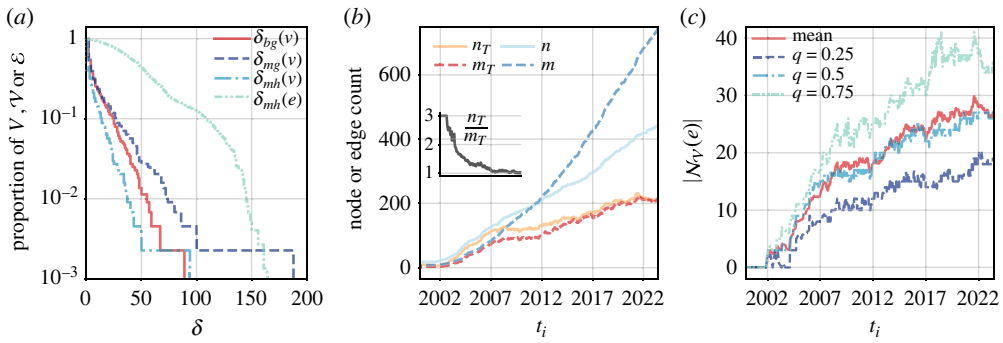 (a)
proportion of V, 𝒱 or ℰ
1
10⁻¹
10⁻²
10⁻³
0 50 100 150 200
δ
δ_bg(v)
δ_mg(v)
δ_mh(v)
δ_mh(e)
(b)
node or edge count
600
400
200
0
2002 2007 2012 2017 2022
t_i
n_T n
m_T m
3
2
1
n_T
m_T
(c)
|𝒩_𝒱(e)|
40
30
20
10
0
2002 2007 2012 2017 2022
t_i
mean
q = 0.25
q = 0.5
q = 0.75